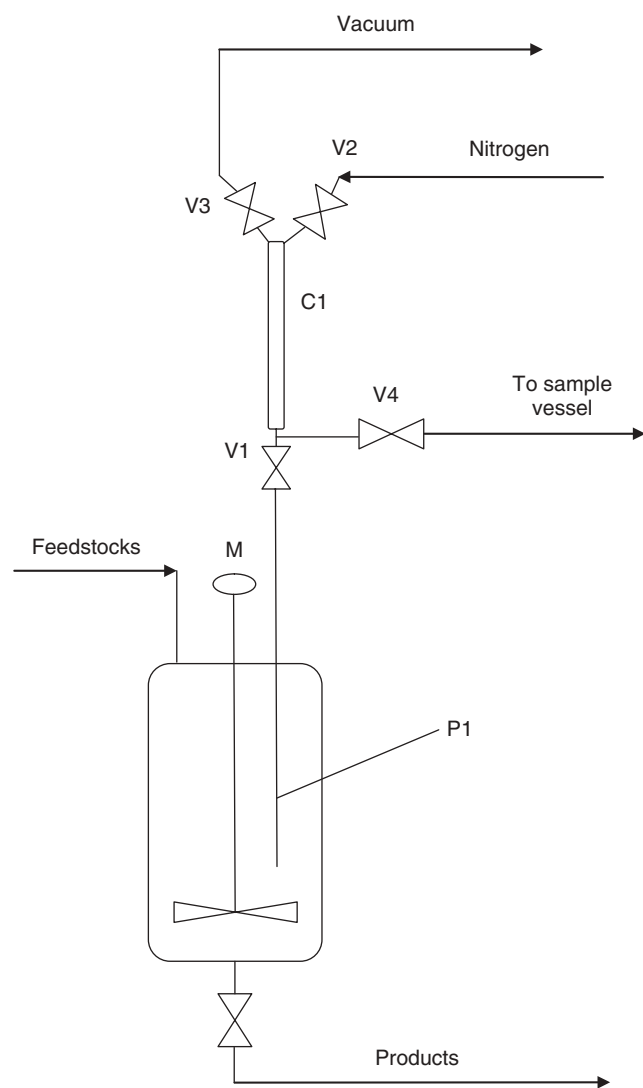 Vacuum
V2
Nitrogen
V3
C1
V4
To sample
vessel
V1
Feedstocks
M
P1
Products